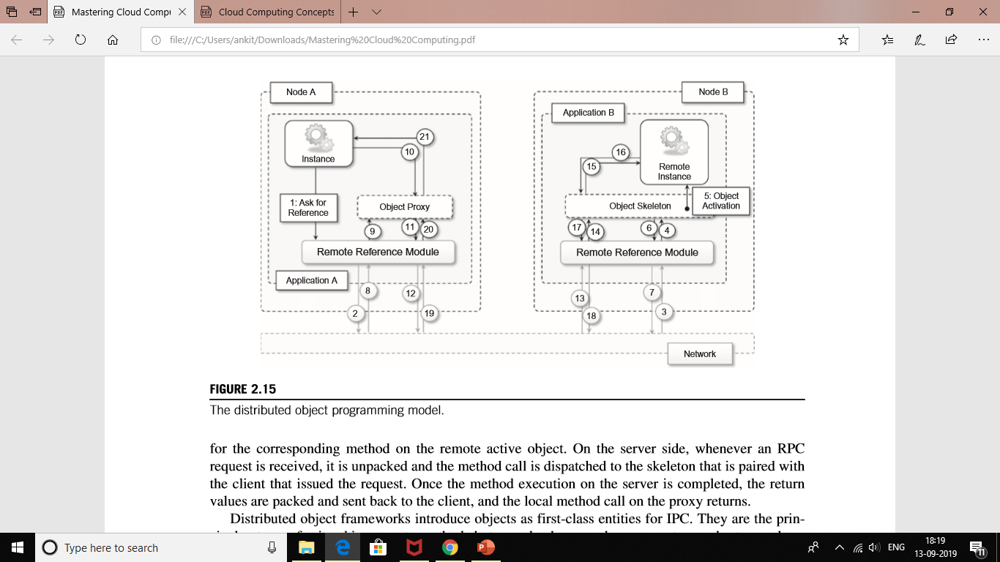 Mastering Cloud Compu
Cloud Computing Concepts
file:///C:/Users/ankit/Downloads/Mastering%20Cloud%20Computing.pdf
Node A
Node B
Application B
Instance
21
10
16
15
Remote
Instance
1: Ask for
Reference
Object Proxy
Object Skeleton
5: Object
Activation
9
11
20
17
14
6
4
Remote Reference Module
Remote Reference Module
Application A
8
12
13
7
2
19
18
3
Network
FIGURE 2.15
The distributed object programming model.
for the corresponding method on the remote active object. On the server side, whenever an RPC
request is received, it is unpacked and the method call is dispatched to the skeleton that is paired with
the client that issued the request. Once the method execution on the server is completed, the return
values are packed and sent back to the client, and the local method call on the proxy returns.
Distributed object frameworks introduce objects as first-class entities for IPC. They are the prin-
Type here to search
ENG
18:19
13-09-2019
11